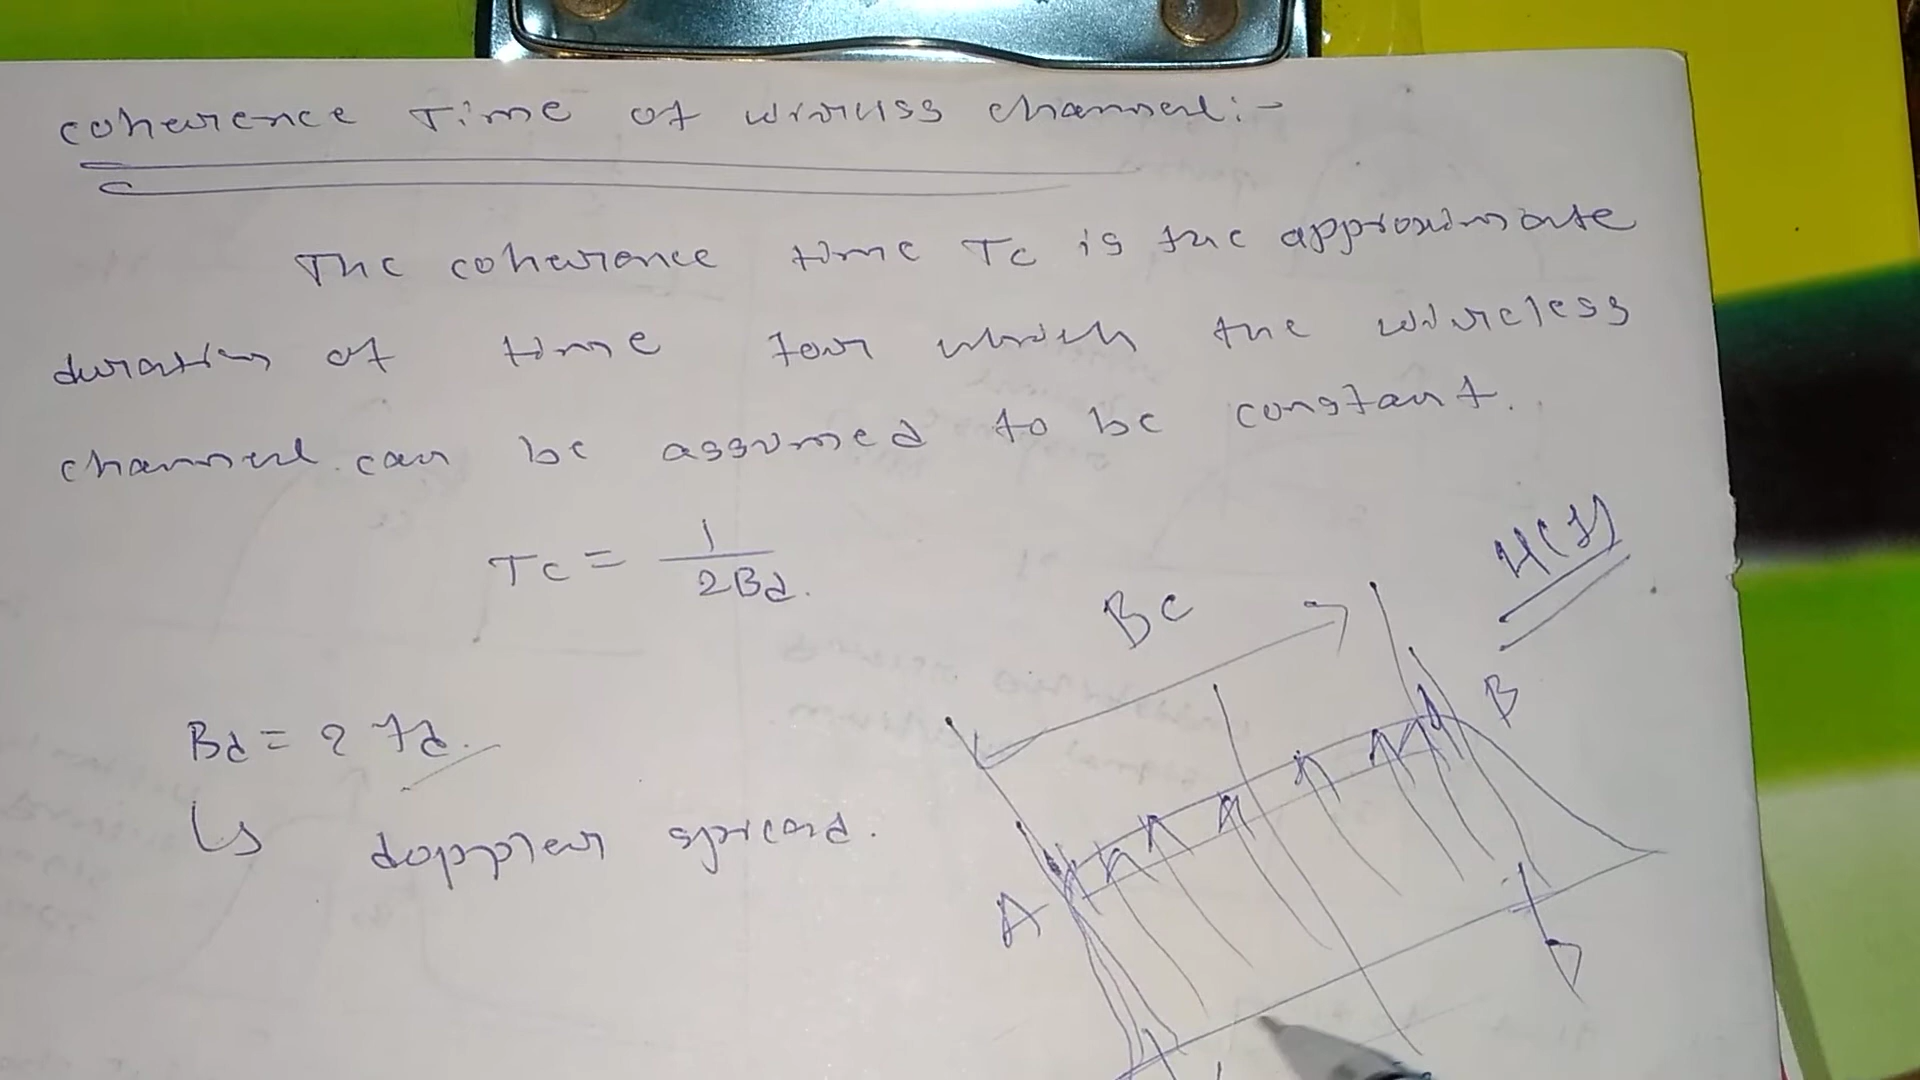 coherence Time of wireless channel:-
The coherence time Tc is the approximate
duration of time for which the wireless
channel can be assumed to be constant.
Tc = 1/2Bd.
H(f)
Bc
Bd = 2fd.
B
doppler spread.
A